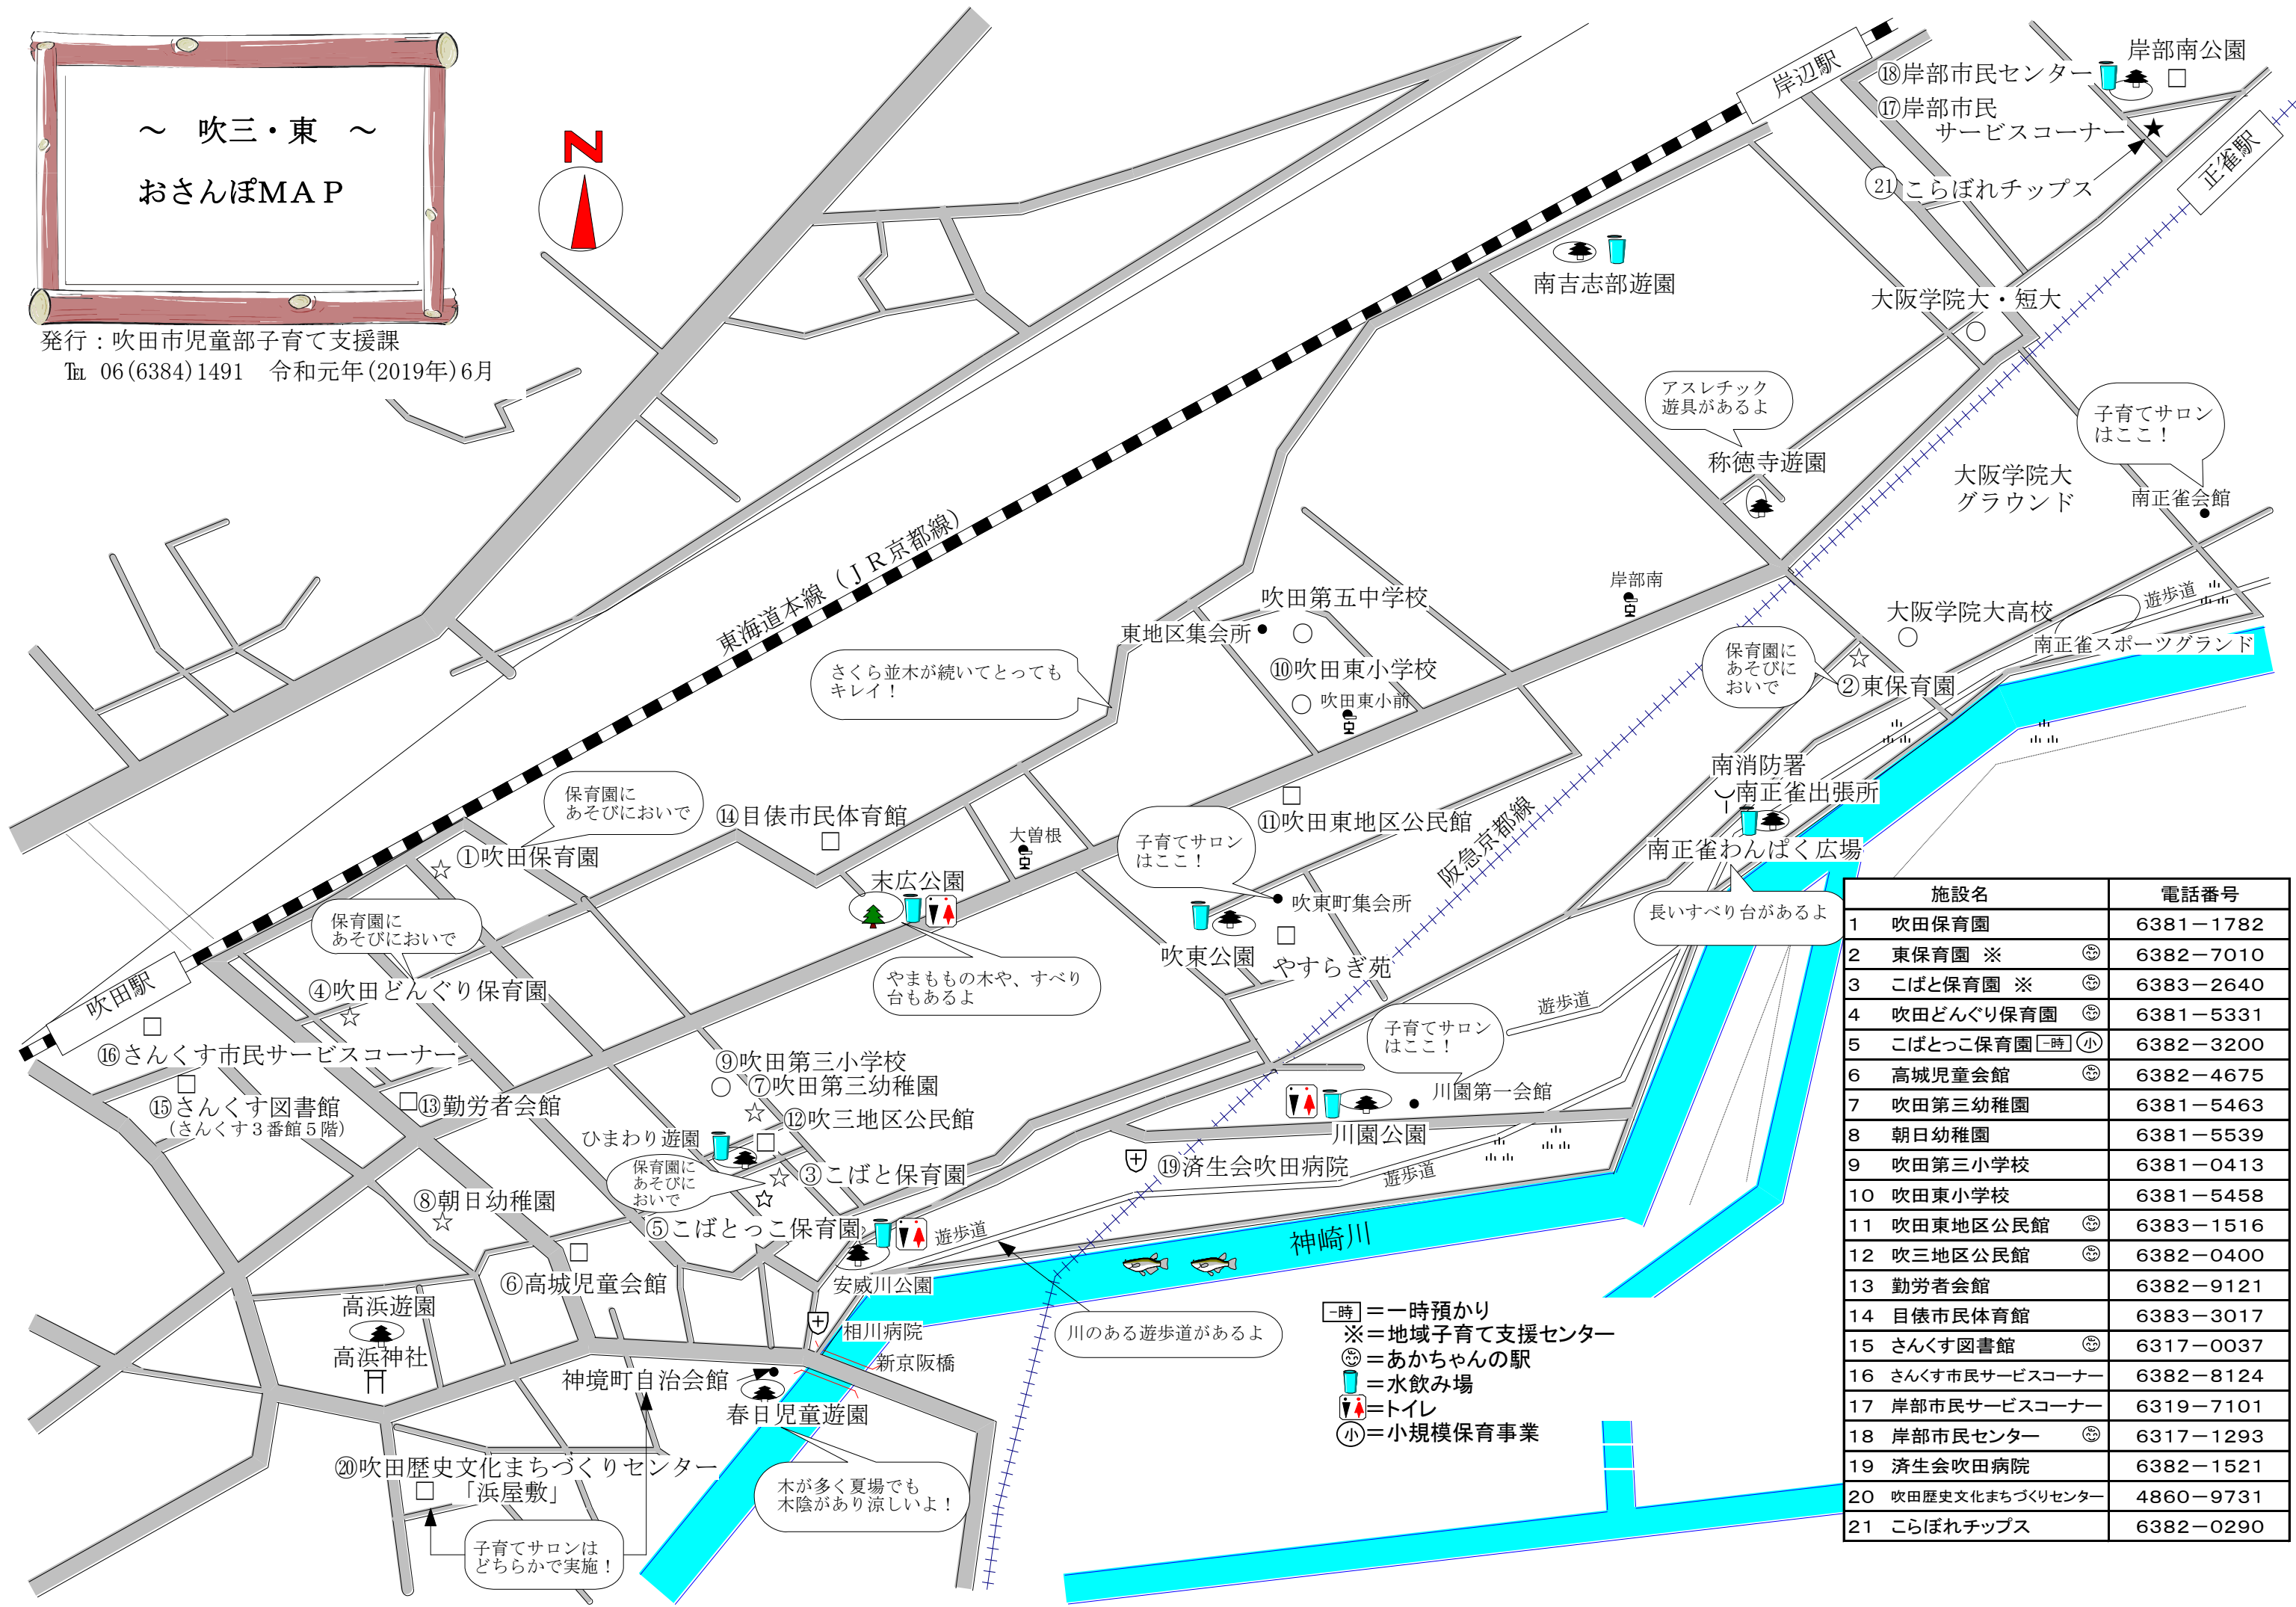 ～　吹三・東　～
おさんぽＭＡＰ
発行：吹田市児童部子育て支援課
℡ 06(6384)1491　令和元年(2019年)6月
N
岸辺駅
⑱岸部市民センター
岸部南公園
⑰岸部市民
サービスコーナー
正雀駅
21 こらぼれチップス
南吉志部遊園
大阪学院大・短大
アスレチック
遊具があるよ
称徳寺遊園
子育てサロン
はここ！
大阪学院大
グラウンド
南正雀会館
東海道本線（ＪＲ京都線）
岸部南
吹田第五中学校
東地区集会所
⑩吹田東小学校
吹田東小前
大阪学院大高校
遊歩道
南正雀スポーツグランド
保育園に
あそびに
おいで
②東保育園
さくら並木が続いてとっても
キレイ！
南消防署
南正雀出張所
南正雀わんぱく広場
長いすべり台があるよ
保育園に
あそびにおいで
①吹田保育園
⑭目俵市民体育館
大曽根
末広公園
やまももの木や、すべり
台もあるよ
子育てサロン
はここ！
⑪吹田東地区公民館
阪急京都線
吹東町集会所
吹東公園
やすらぎ苑
保育園に
あそびにおいで
④吹田どんぐり保育園
吹田駅
⑯さんくす市民サービスコーナー
⑮さんくす図書館
（さんくす３番館５階）
⑬勤労者会館
⑨吹田第三小学校
⑦吹田第三幼稚園
⑫吹三地区公民館
ひまわり遊園
保育園に
あそびに
おいで
③こばと保育園
⑤こばとっこ保育園
遊歩道
子育てサロン
はここ！
川園第一会館
川園公園
⑲済生会吹田病院
遊歩道
遊歩道
神崎川
⑧朝日幼稚園
⑥高城児童会館
安威川公園
相川病院
新京阪橋
川のある遊歩道があるよ
高浜遊園
高浜神社
神境町自治会館
春日児童遊園
木が多く夏場でも
木陰があり涼しいよ！
⑳吹田歴史文化まちづくりセンター
「浜屋敷」
子育てサロンは
どちらかで実施！
一時＝一時預かり
※＝地域子育て支援センター
＝あかちゃんの駅
＝水飲み場
＝トイレ
小＝小規模保育事業
施設名　電話番号
1　吹田保育園　6381－1782
2　東保育園 ※　6382－7010
3　こばと保育園 ※　6383－2640
4　吹田どんぐり保育園　6381－5331
5　こばとっこ保育園 一時 小　6382－3200
6　高城児童会館　6382－4675
7　吹田第三幼稚園　6381－5463
8　朝日幼稚園　6381－5539
9　吹田第三小学校　6381－0413
10　吹田東小学校　6381－5458
11　吹田東地区公民館　6383－1516
12　吹三地区公民館　6382－0400
13　勤労者会館　6382－9121
14　目俵市民体育館　6383－3017
15　さんくす図書館　6317－0037
16　さんくす市民サービスコーナー　6382－8124
17　岸部市民サービスコーナー　6319－7101
18　岸部市民センター　6317－1293
19　済生会吹田病院　6382－1521
20　吹田歴史文化まちづくりセンター　4860－9731
21　こらぼれチップス　6382－0290